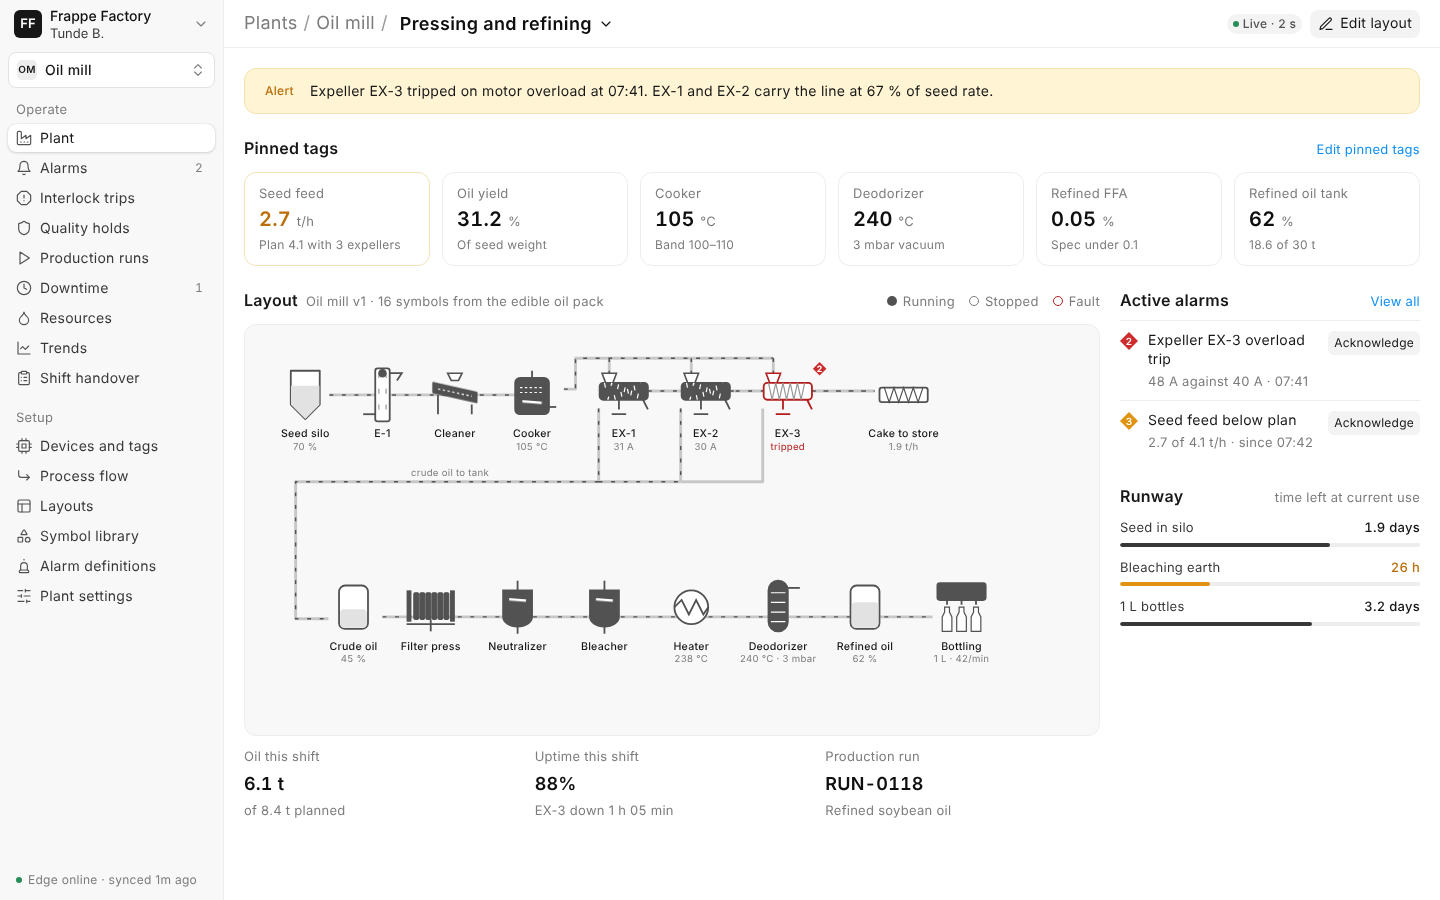 FF
Frappe Factory
Tunde B.
OM
Oil mill
Operate
Plant
Alarms
2
Interlock trips
Quality holds
Production runs
Downtime
1
Resources
Trends
Shift handover
Setup
Devices and tags
Process flow
Layouts
Symbol library
Alarm definitions
Plant settings
Edge online · synced 1m ago
Plants / Oil mill / Pressing and refining
Live · 2 s
Edit layout
Alert
Expeller EX-3 tripped on motor overload at 07:41. EX-1 and EX-2 carry the line at 67 % of seed rate.
Pinned tags
Edit pinned tags
Seed feed
2.7 t/h
Plan 4.1 with 3 expellers
Oil yield
31.2 %
Of seed weight
Cooker
105 °C
Band 100–110
Deodorizer
240 °C
3 mbar vacuum
Refined FFA
0.05 %
Spec under 0.1
Refined oil tank
62 %
18.6 of 30 t
Layout
Oil mill v1 · 16 symbols from the edible oil pack
Running
Stopped
Fault
2
Seed silo
70 %
E-1
Cleaner
Cooker
105 °C
EX-1
31 A
EX-2
30 A
EX-3
tripped
Cake to store
1.9 t/h
crude oil to tank
Crude oil
45 %
Filter press
Neutralizer
Bleacher
Heater
238 °C
Deodorizer
240 °C · 3 mbar
Refined oil
62 %
Bottling
1 L · 42/min
Oil this shift
6.1 t
of 8.4 t planned
Uptime this shift
88%
EX-3 down 1 h 05 min
Production run
RUN-0118
Refined soybean oil
Active alarms
View all
2
Expeller EX-3 overload
trip
48 A against 40 A · 07:41
Acknowledge
3
Seed feed below plan
2.7 of 4.1 t/h · since 07:42
Acknowledge
Runway
time left at current use
Seed in silo
1.9 days
Bleaching earth
26 h
1 L bottles
3.2 days